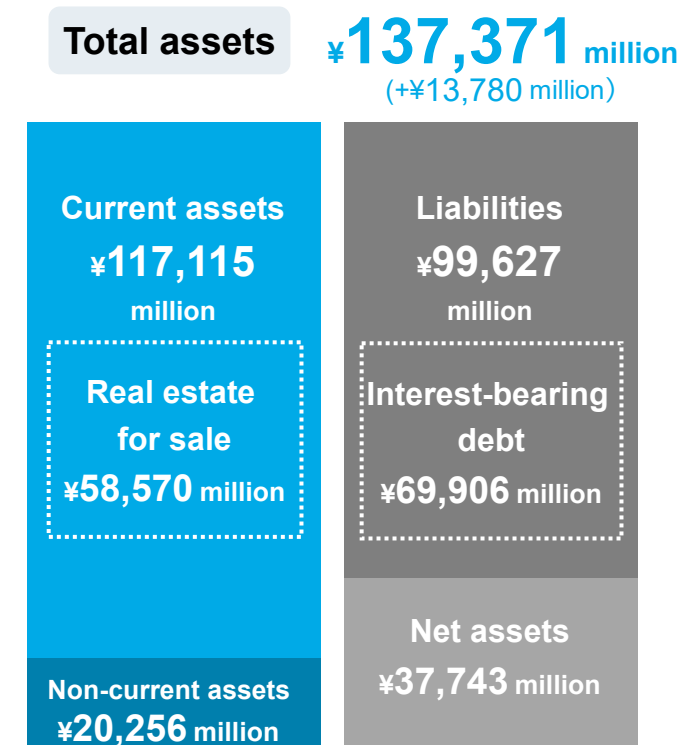 Total assets
¥137,371 million
(+¥13,780 million)
Current assets
¥117,115
million
Real estate
for sale
¥58,570 million
Non-current assets
¥20,256 million
Liabilities
¥99,627
million
Interest-bearing
debt
¥69,906 million
Net assets
¥37,743 million